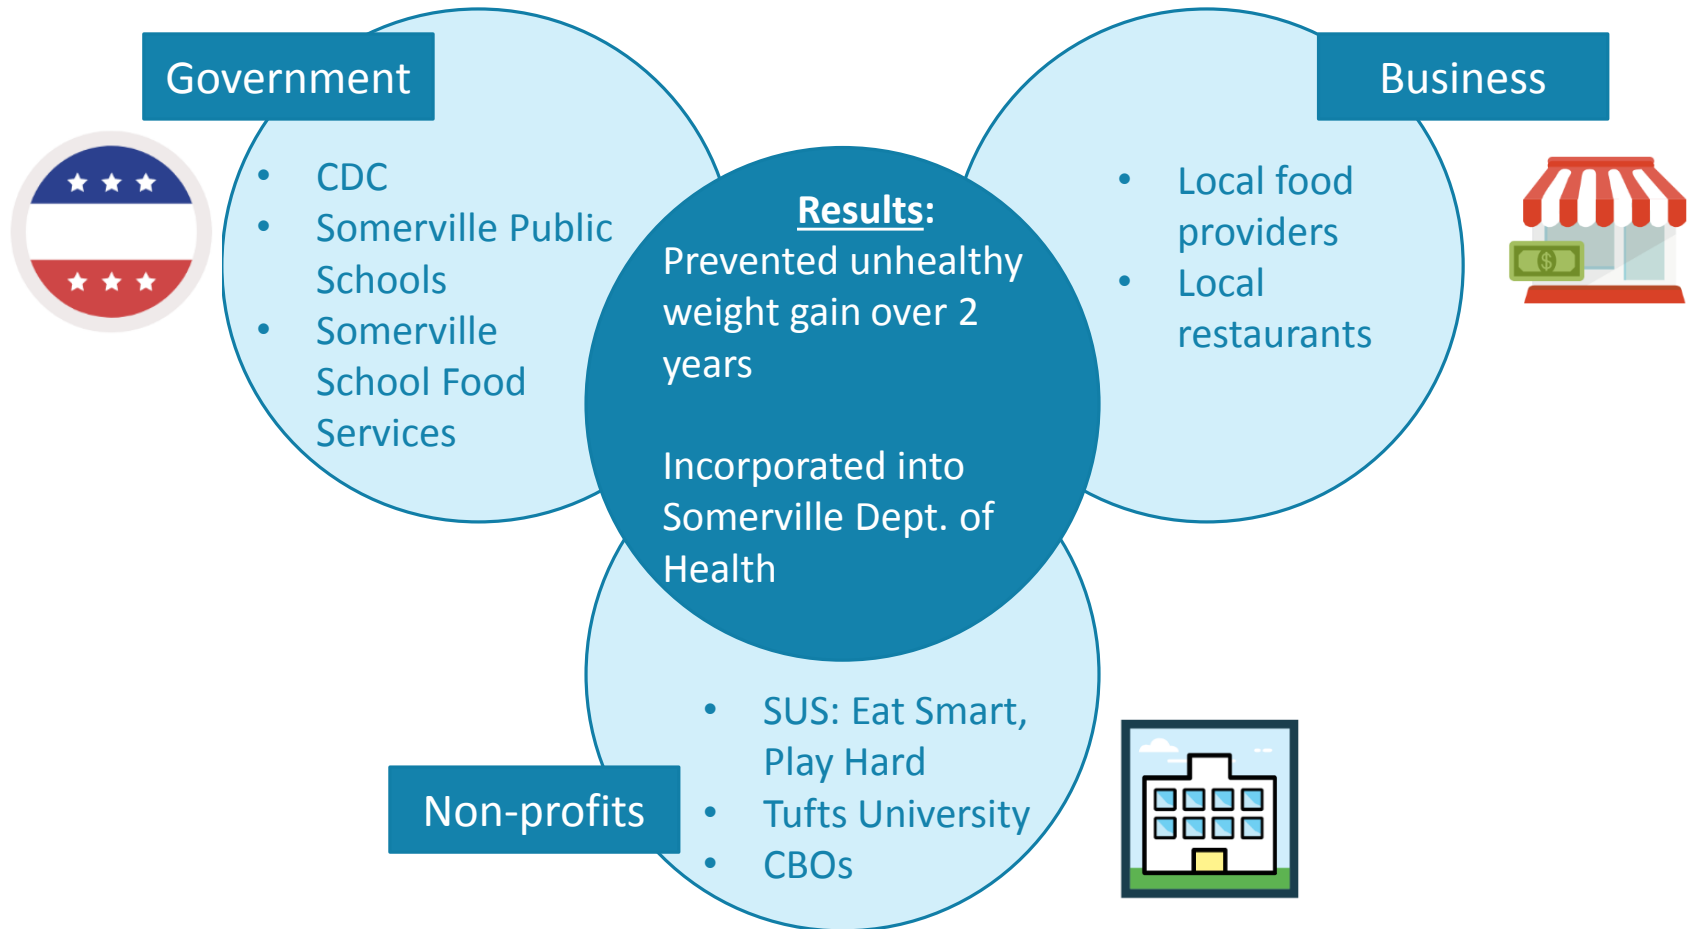 Government
• CDC
• Somerville Public
Schools
• Somerville
School Food
Services
Results:
Prevented unhealthy
weight gain over 2
years
Incorporated into
Somerville Dept. of
Health
Business
• Local food
providers
• Local
restaurants
$
Non-profits
• SUS: Eat Smart,
Play Hard
• Tufts University
• CBOs